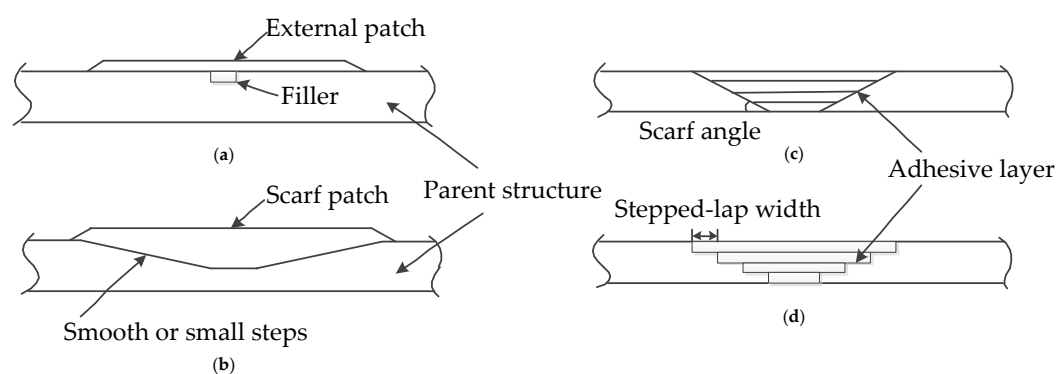 External patch
Filler
(a)
Parent structure
Scarf patch
Smooth or small steps
(b)
Scarf angle
(c)
Adhesive layer
Stepped-lap width
(d)